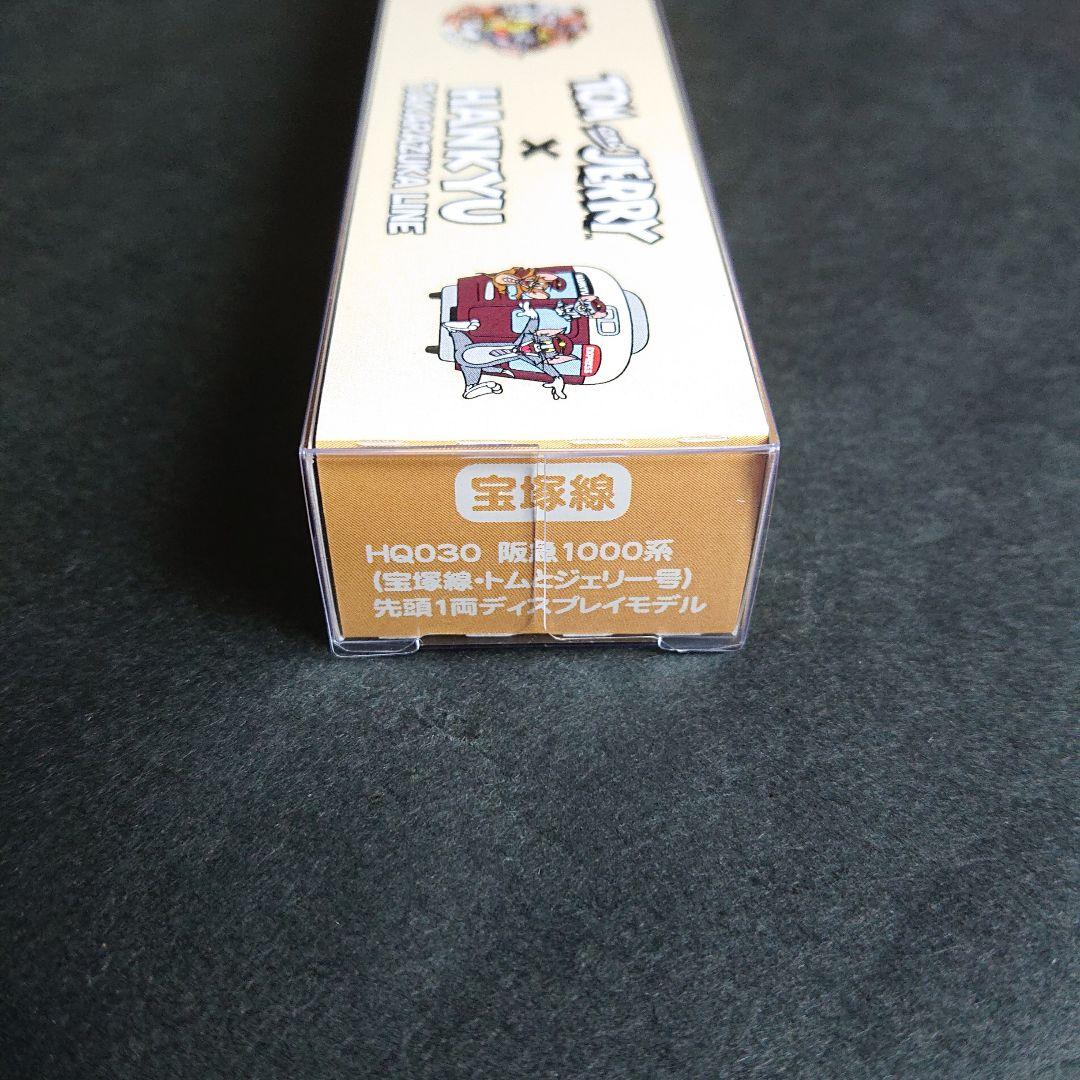 TOM and JERRY
×
HANKYU
TAKARAZUKA LINE
EXPRESS
宝塚線
HQ030 阪急1000系
(宝塚線・トムとジェリー号)
先頭1両ディスプレイモデル